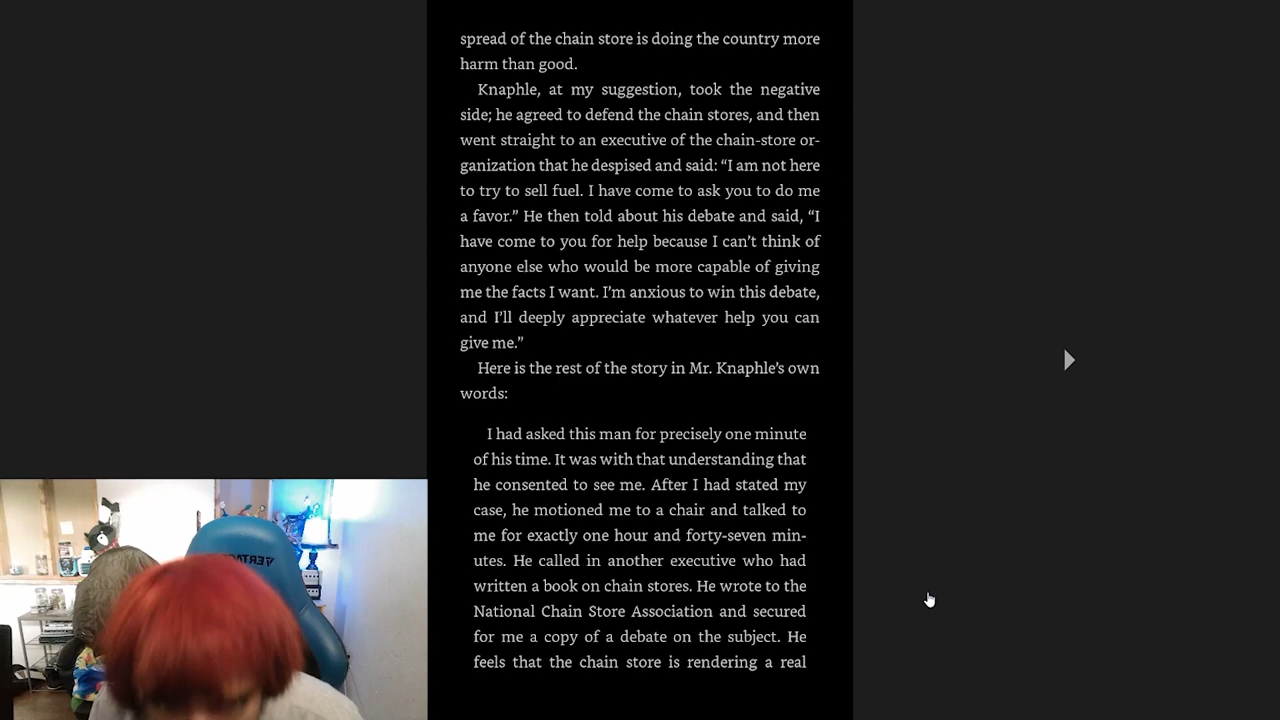 spread of the chain store is doing the country more
harm than good.
Knaphle, at my suggestion, took the negative
side; he agreed to defend the chain stores, and then
went straight to an executive of the chain-store or-
ganization that he despised and said: “I am not here
to try to sell fuel. I have come to ask you to do me
a favor.” He then told about his debate and said, “I
have come to you for help because I can’t think of
anyone else who would be more capable of giving
me the facts I want. I’m anxious to win this debate,
and I’ll deeply appreciate whatever help you can
give me.”
Here is the rest of the story in Mr. Knaphle’s own
words:
I had asked this man for precisely one minute
of his time. It was with that understanding that
he consented to see me. After I had stated my
case, he motioned me to a chair and talked to
me for exactly one hour and forty-seven min-
utes. He called in another executive who had
written a book on chain stores. He wrote to the
National Chain Store Association and secured
for me a copy of a debate on the subject. He
feels that the chain store is rendering a real